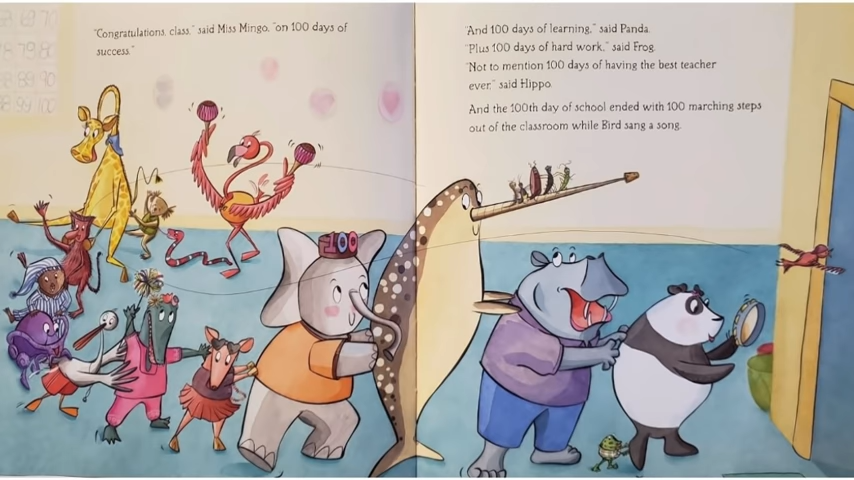 "Congratulations, class," said Miss Mingo, "on 100 days of
success."
"And 100 days of learning," said Panda.
"Plus 100 days of hard work," said Frog.
"Not to mention 100 days of having the best teacher
ever," said Hippo.
And the 100th day of school ended with 100 marching steps
out of the classroom while Bird sang a song.
100